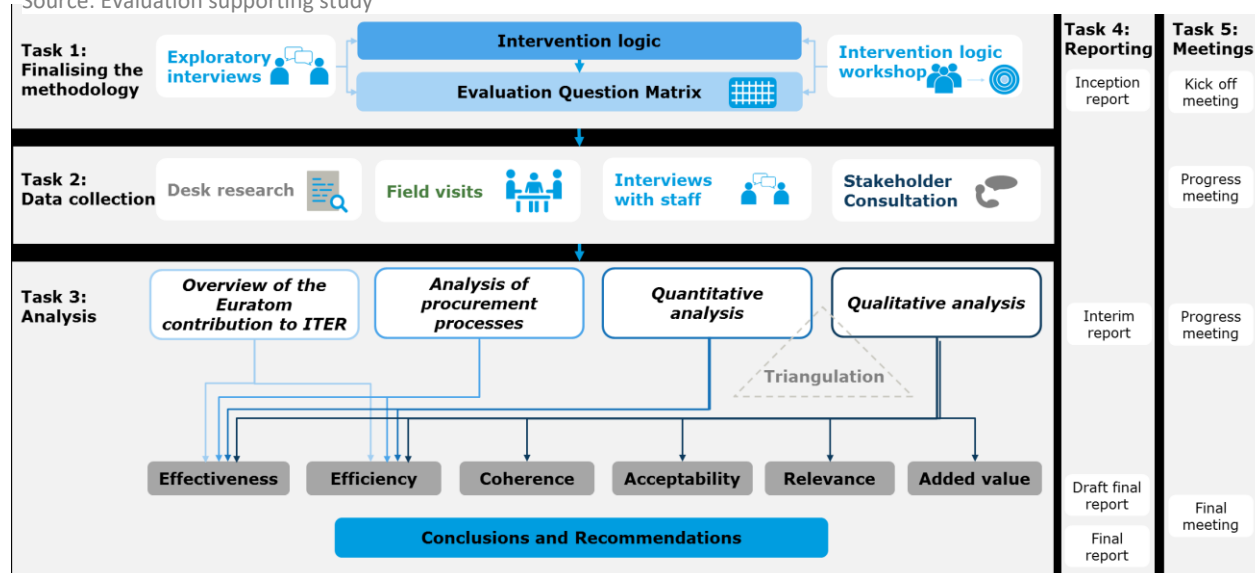 Source: Evaluation supporting study
Task 1:
Finalising the
methodology
Exploratory
interviews
Intervention logic
Evaluation Question Matrix
Intervention logic
workshop
Task 4:
Reporting
Inception
report
Task 5:
Meetings
Kick off
meeting
Task 2:
Data collection
Desk research
Field visits
Interviews
with staff
Stakeholder
Consultation
Progress
meeting
Task 3:
Analysis
Overview of the
Euratom
contribution to ITER
Analysis of
procurement
processes
Quantitative
analysis
Qualitative analysis
Triangulation
Interim
report
Progress
meeting
Effectiveness
Efficiency
Coherence
Acceptability
Relevance
Added value
Conclusions and Recommendations
Draft final
report
Final
report
Final
meeting